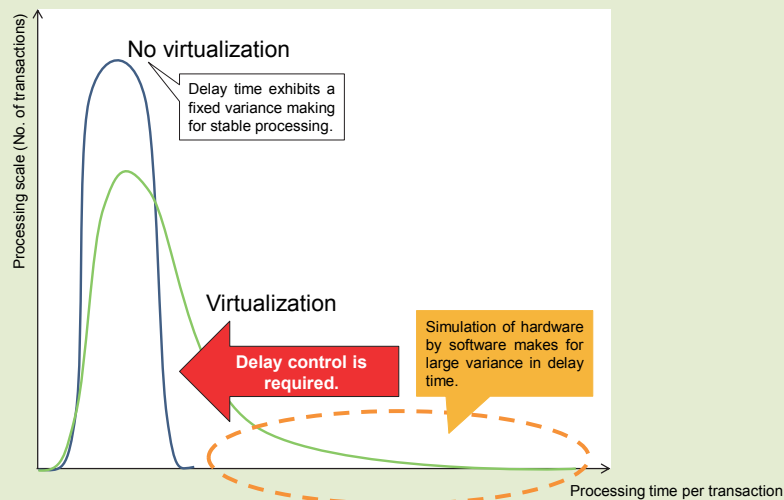 No virtualization
Delay time exhibits a
fixed variance making
for stable processing.
Processing scale (No. of transactions)
Virtualization
Simulation of hardware
by software makes for
large variance in delay
time.
Delay control is
required.
Processing time per transaction